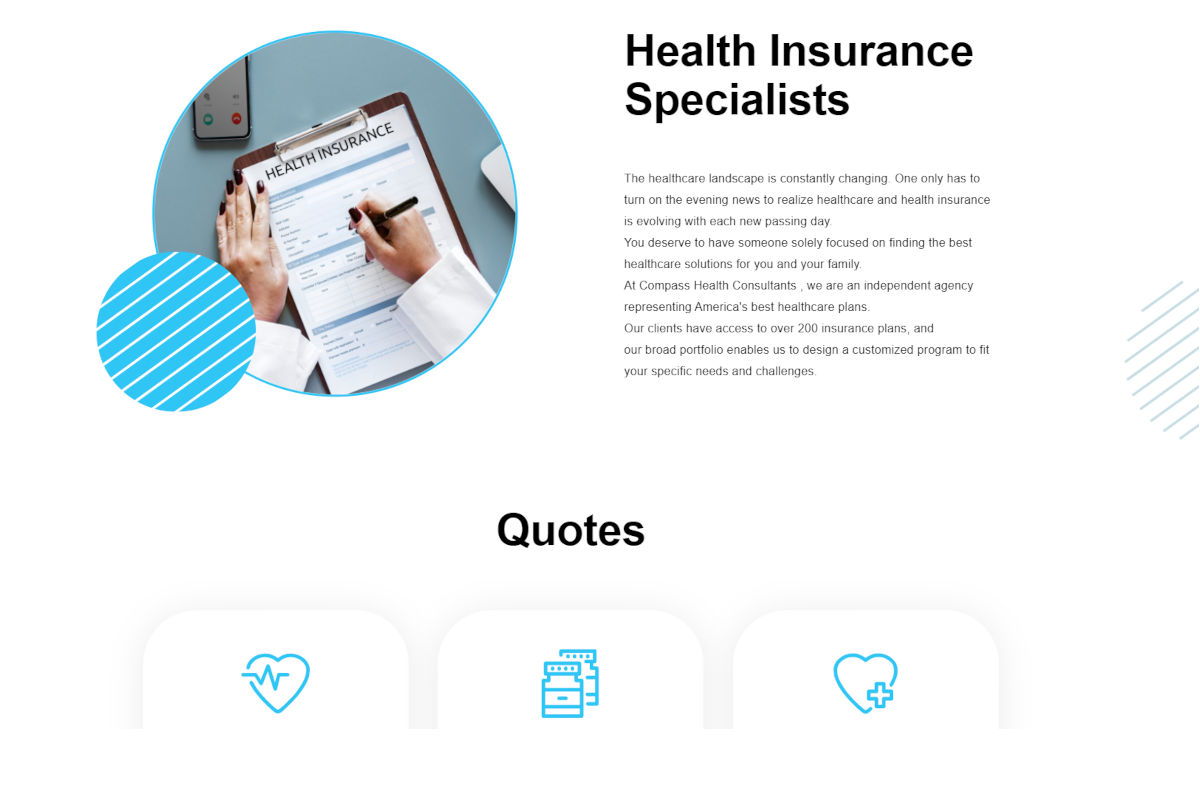 Health Insurance
Specialists
HEALTH INSURANCE
The healthcare landscape is constantly changing. One only has to
turn on the evening news to realize healthcare and health insurance
is evolving with each new passing day.
You deserve to have someone solely focused on finding the best
healthcare solutions for you and your family.
At Compass Health Consultants , we are an independent agency
representing America's best healthcare plans.
Our clients have access to over 200 insurance plans, and
our broad portfolio enables us to design a customized program to fit
your specific needs and challenges.
Quotes